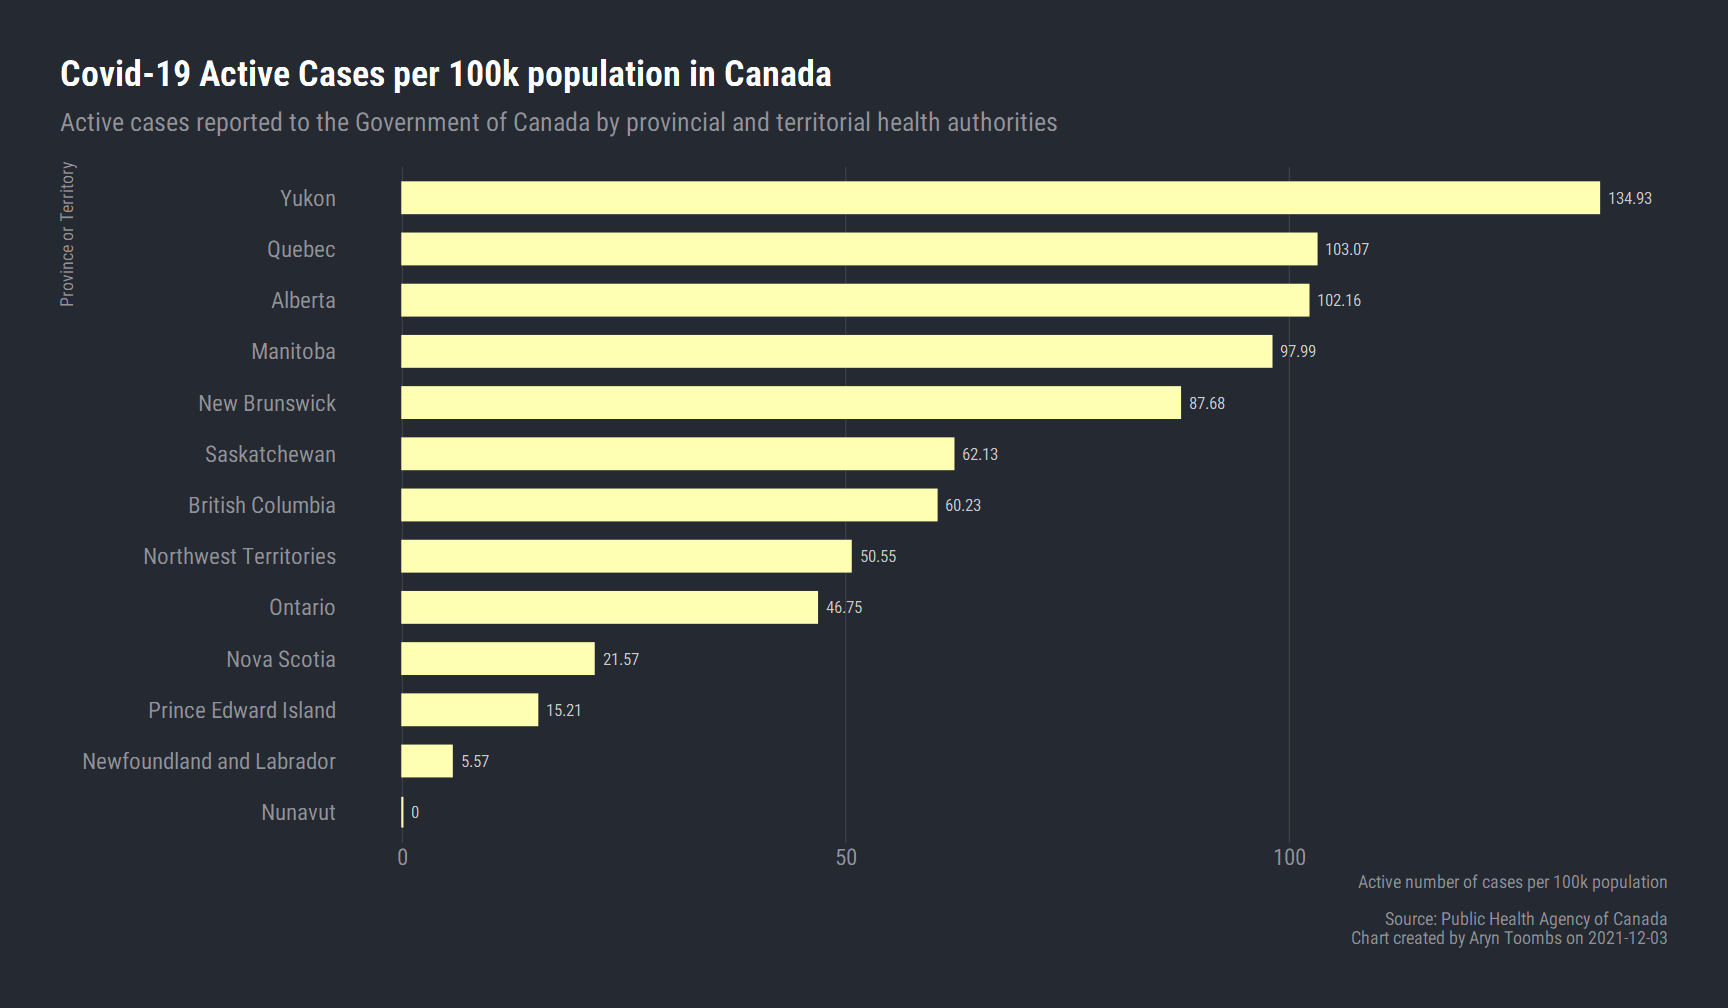 Covid-19 Active Cases per 100k population in Canada
Active cases reported to the Government of Canada by provincial and territorial health authorities
Province or Territory
Yukon 134.93
Quebec 103.07
Alberta 102.16
Manitoba 97.99
New Brunswick 87.68
Saskatchewan 62.13
British Columbia 60.23
Northwest Territories 50.55
Ontario 46.75
Nova Scotia 21.57
Prince Edward Island 15.21
Newfoundland and Labrador 5.57
Nunavut 0
0 50 100
Active number of cases per 100k population
Source: Public Health Agency of Canada
Chart created by Aryn Toombs on 2021-12-03